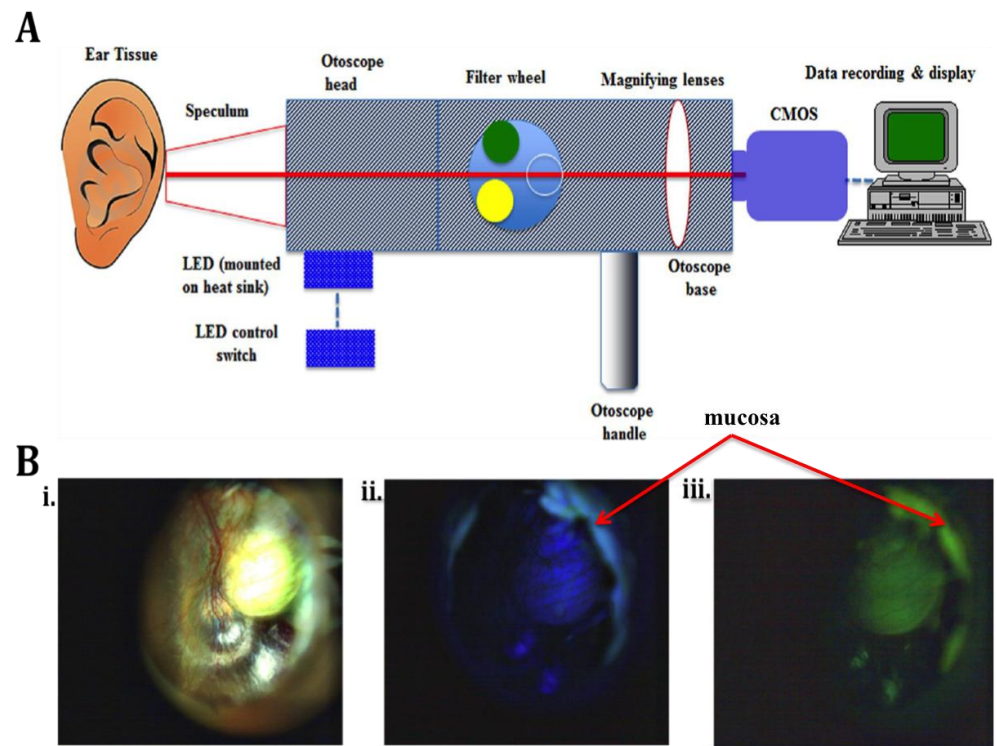 A
Ear Tissue
Speculum
Otoscope
head
Filter wheel
Magnifying lenses
Data recording & display
CMOS
LED (mounted
on heat sink)
LED control
switch
Otoscope
base
Otoscope
handle
mucosa
B
i.
ii.
iii.